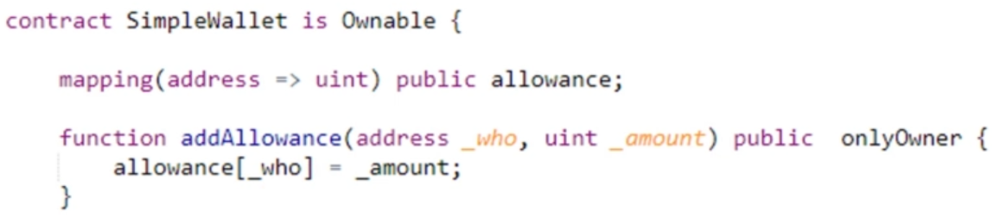 contract SimpleWallet is Ownable {
mapping(address => uint) public allowance;
function addAllowance(address _who, uint _amount) public  onlyOwner {
allowance[_who] = _amount;
}